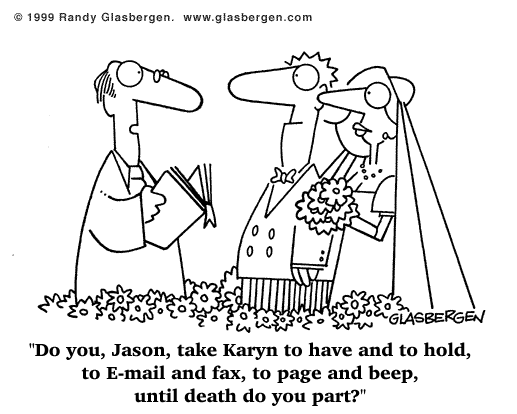 © 1999 Randy Glasbergen. www.glasbergen.com
GLASBERGEN
"Do you, Jason, take Karyn to have and to hold,
to E-mail and fax, to page and beep,
until death do you part?"